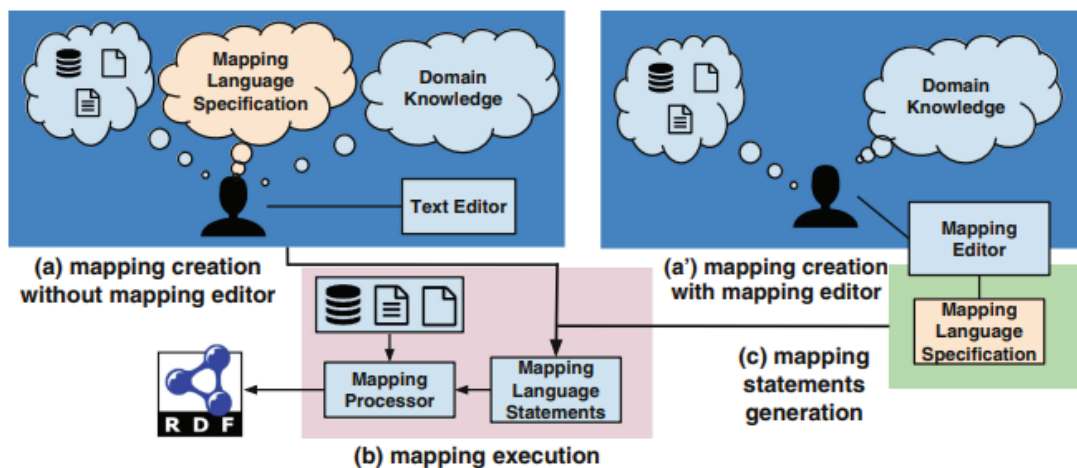 Mapping
Language
Specification
Domain
Knowledge
Text Editor
(a) mapping creation
without mapping editor
Domain
Knowledge
Mapping
Editor
(a') mapping creation
with mapping editor
Mapping
Language
Specification
(c) mapping
statements
generation
Mapping
Processor
Mapping
Language
Statements
RDF
(b) mapping execution